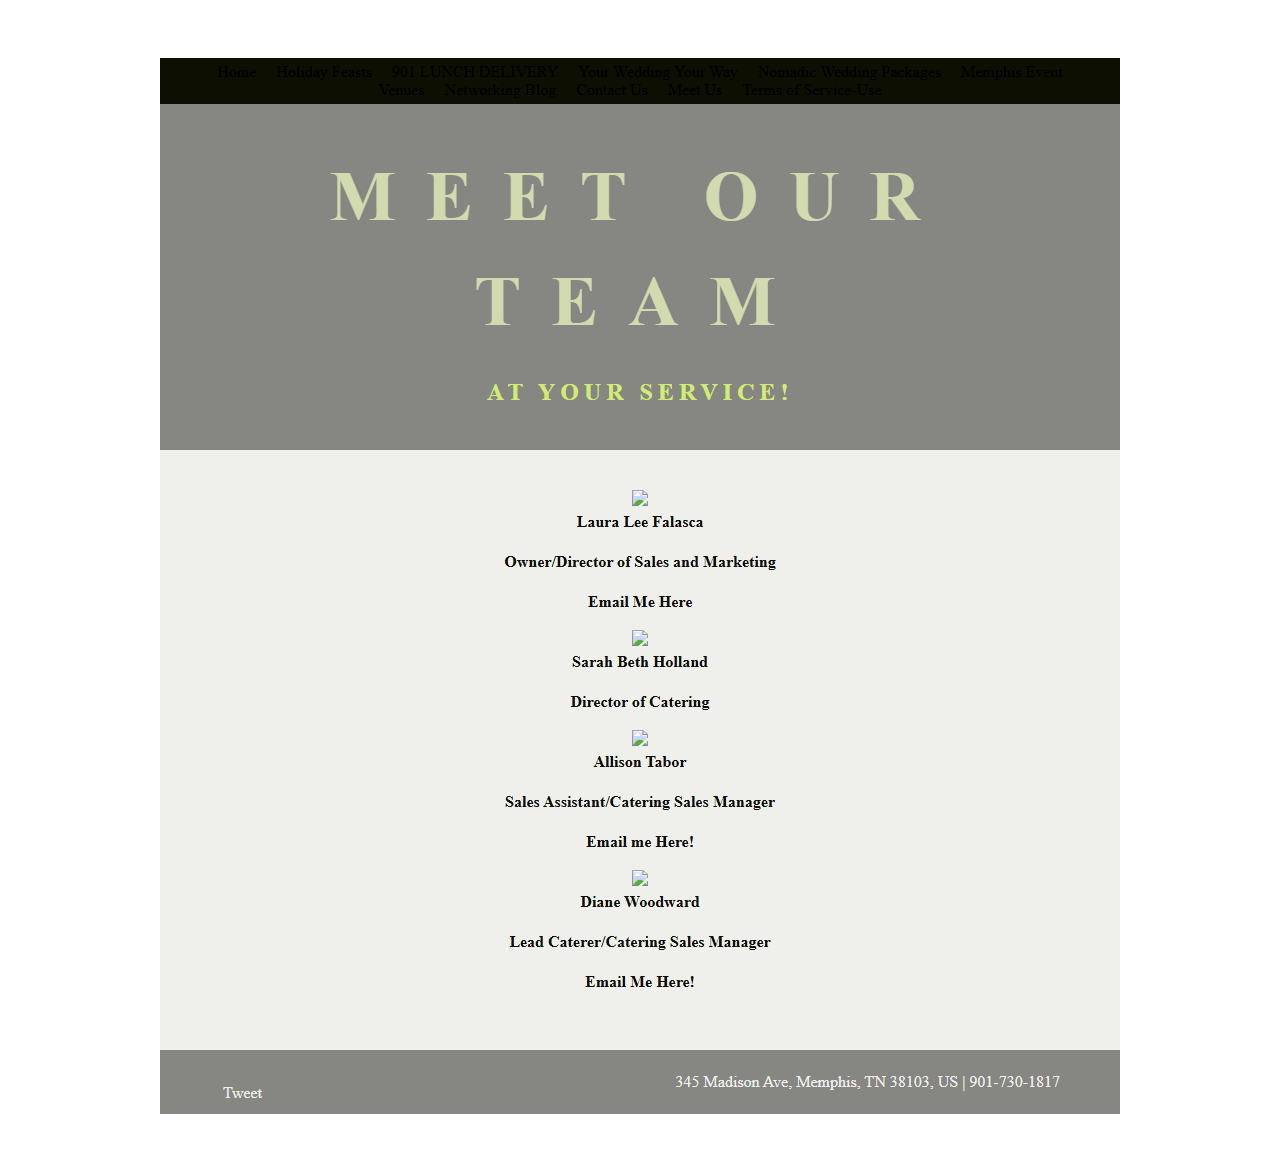 Home Holiday Feasts 901 LUNCH DELIVERY Your Wedding Your Way Nomadic Wedding Packages Memphis Event
Venues Networking Blog Contact Us Meet Us Terms of Service-Use
MEET OUR
TEAM
AT YOUR SERVICE!
Laura Lee Falasca
Owner/Director of Sales and Marketing
Email Me Here
Sarah Beth Holland
Director of Catering
Allison Tabor
Sales Assistant/Catering Sales Manager
Email me Here!
Diane Woodward
Lead Caterer/Catering Sales Manager
Email Me Here!
345 Madison Ave, Memphis, TN 38103, US | 901-730-1817
Tweet